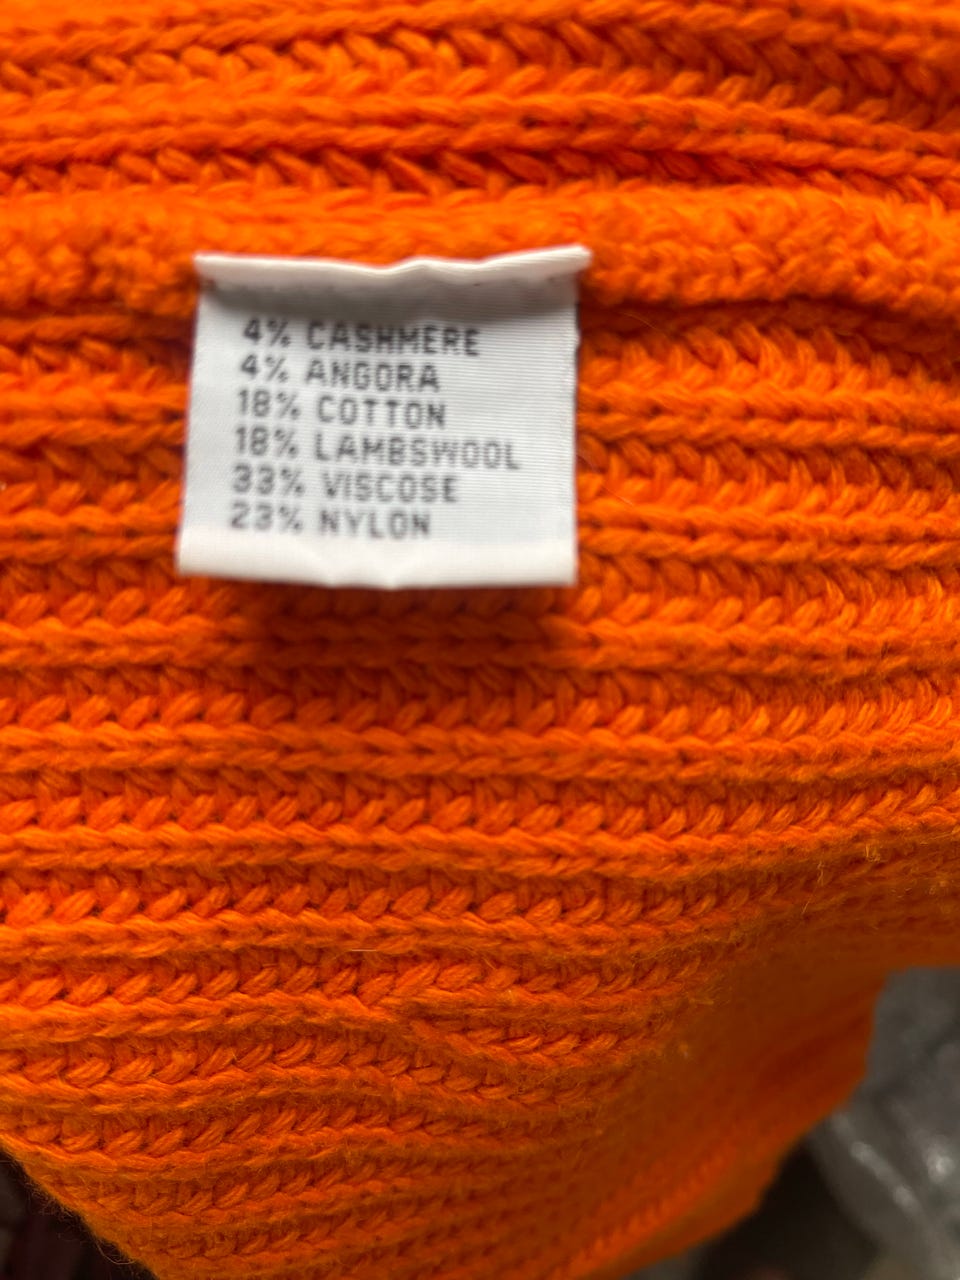 4% CASHMERE
4% ANGORA
18% COTTON
18% LAMBSWOOL
33% VISCOSE
23% NYLON